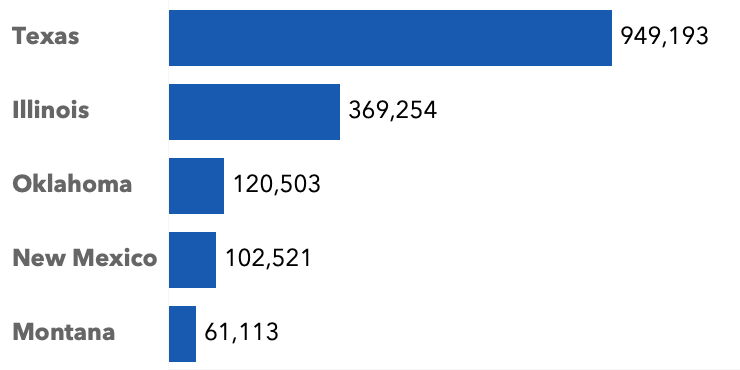 Texas 949,193
Illinois 369,254
Oklahoma 120,503
New Mexico 102,521
Montana 61,113